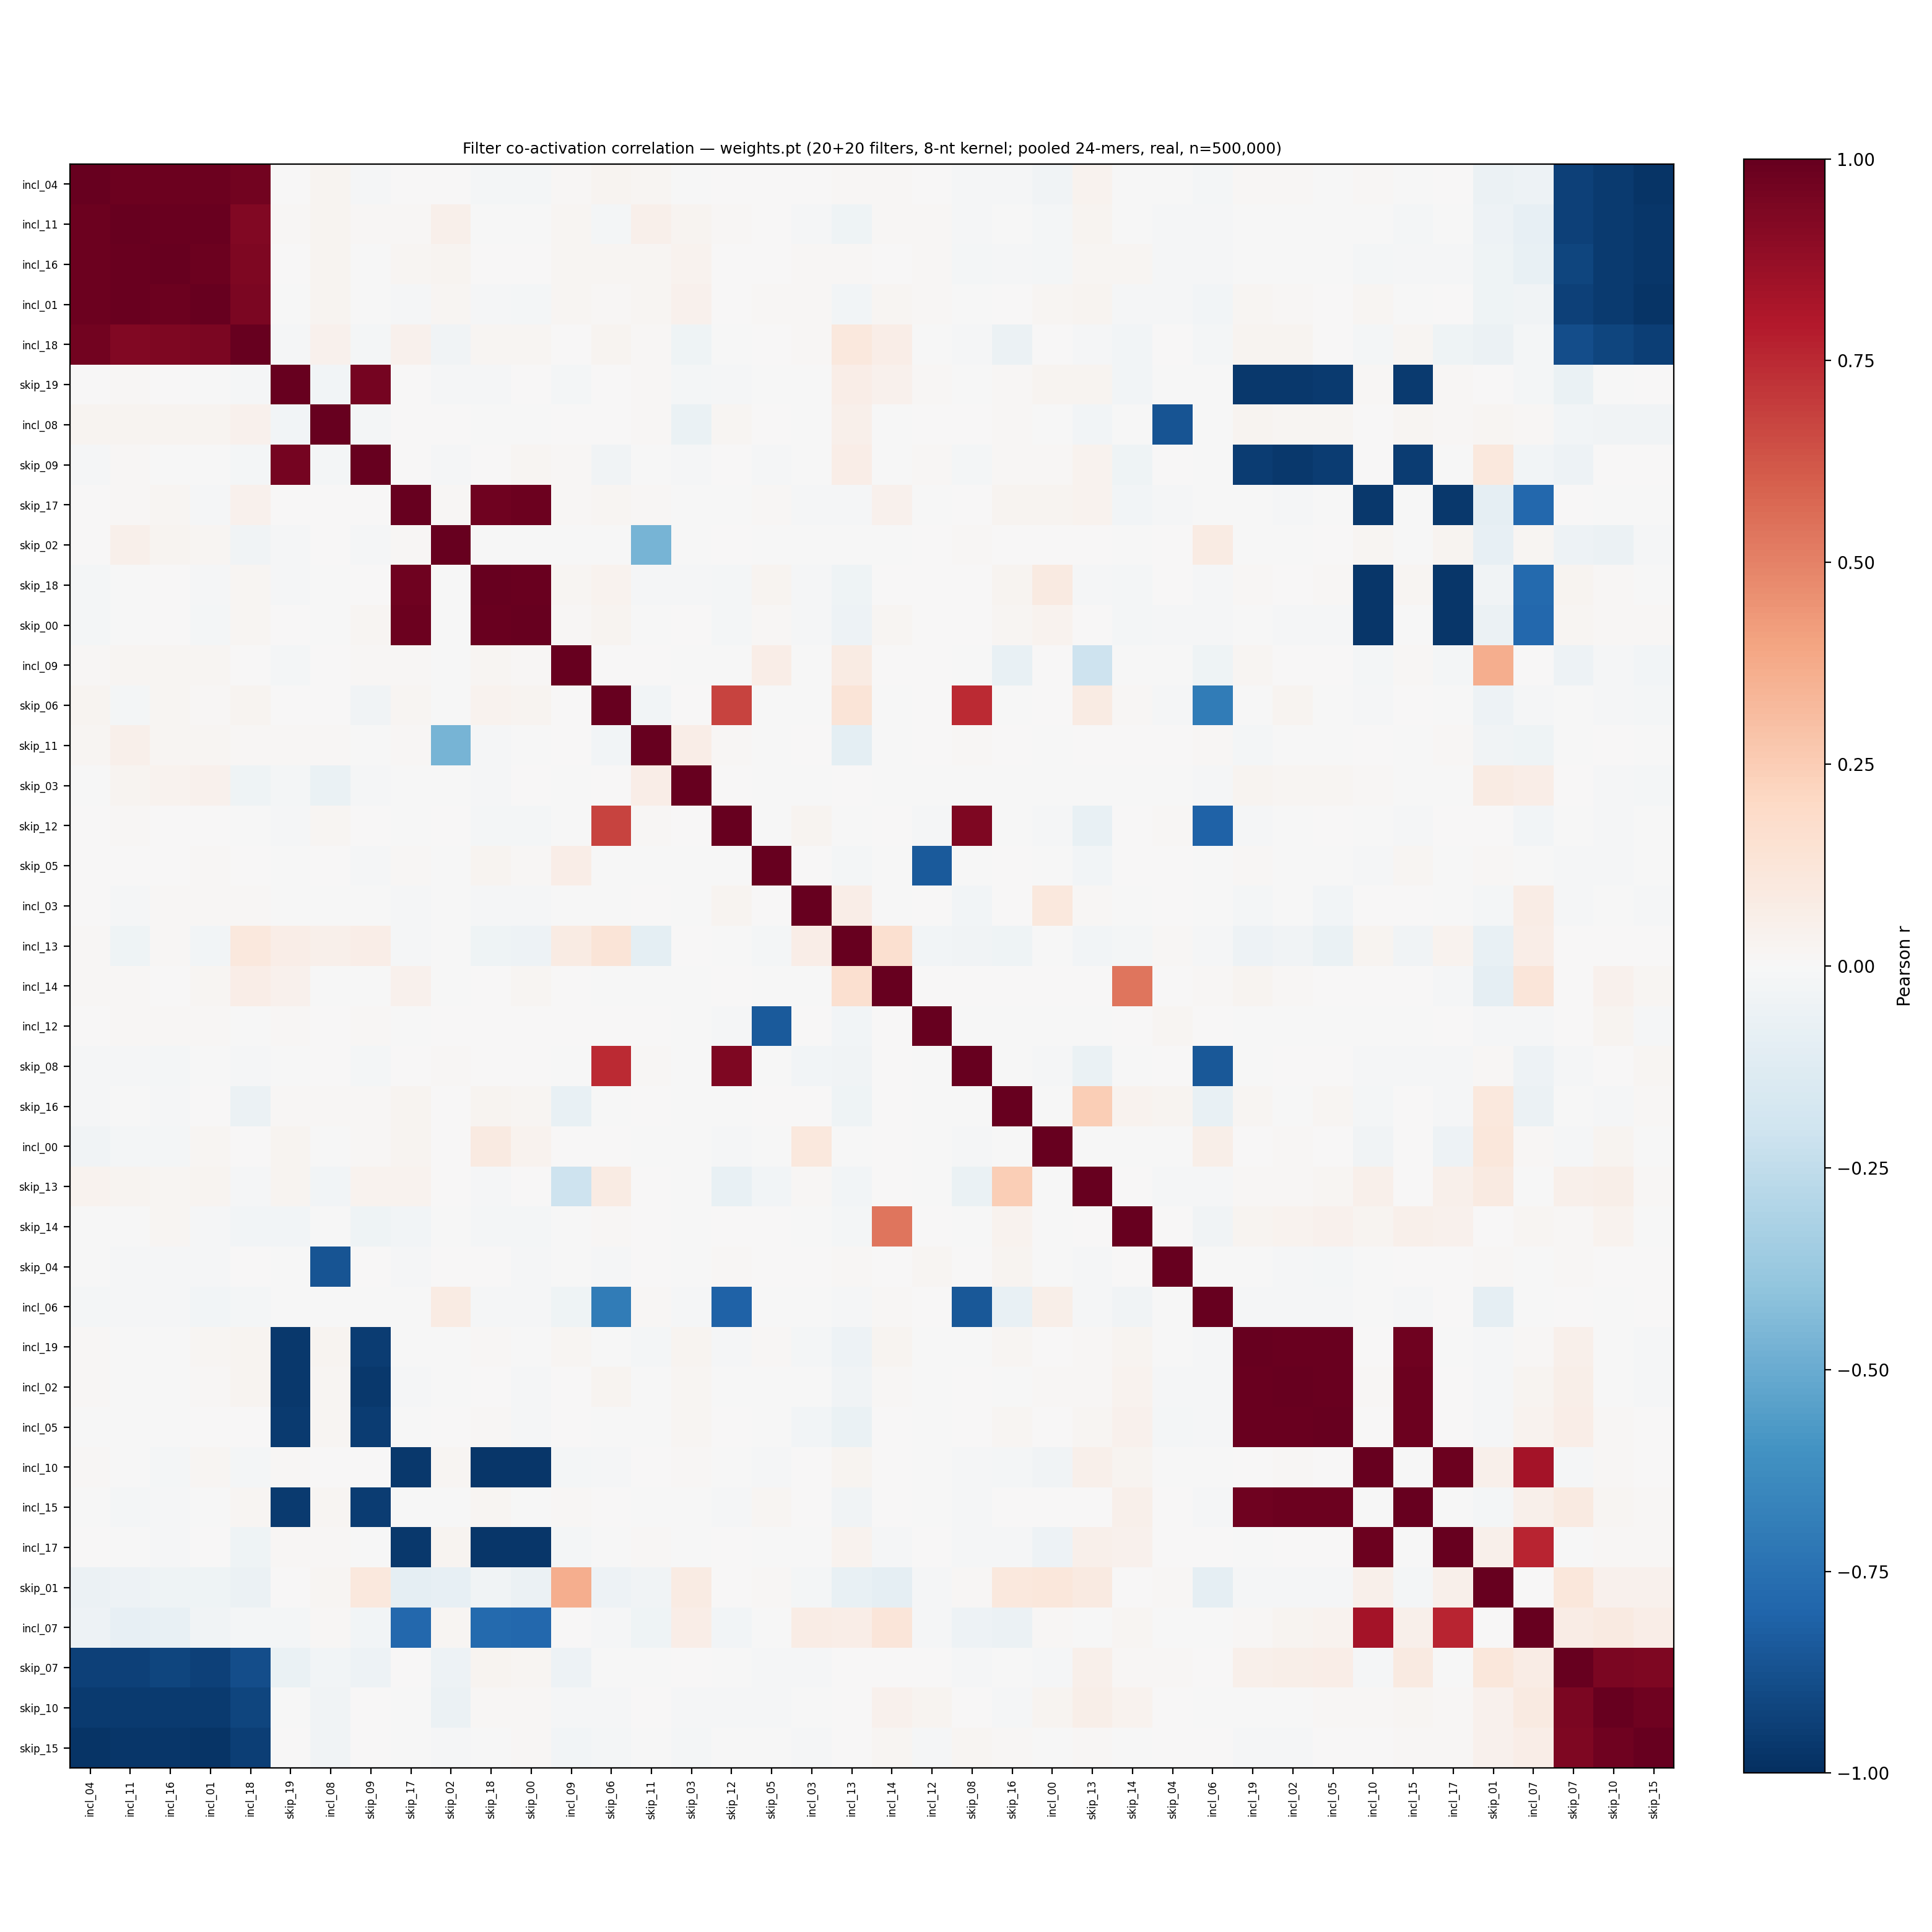 Filter co-activation correlation — weights.pt (20+20 filters, 8-nt kernel; pooled 24-mers, real, n=500,000)
incl_04
incl_11
incl_16
incl_01
incl_18
skip_19
incl_08
skip_09
skip_17
skip_02
skip_18
skip_00
incl_09
skip_06
skip_11
skip_03
skip_12
skip_05
incl_03
incl_13
incl_14
incl_12
skip_08
skip_16
incl_00
skip_13
skip_14
skip_04
incl_06
incl_19
incl_02
incl_05
incl_10
incl_15
incl_17
skip_01
incl_07
skip_07
skip_10
skip_15
incl_04
incl_11
incl_16
incl_01
incl_18
skip_19
incl_08
skip_09
skip_17
skip_02
skip_18
skip_00
incl_09
skip_06
skip_11
skip_03
skip_12
skip_05
incl_03
incl_13
incl_14
incl_12
skip_08
skip_16
incl_00
skip_13
skip_14
skip_04
incl_06
incl_19
incl_02
incl_05
incl_10
incl_15
incl_17
skip_01
incl_07
skip_07
skip_10
skip_15
1.00
0.75
0.50
0.25
0.00
−0.25
−0.50
−0.75
−1.00
Pearson r